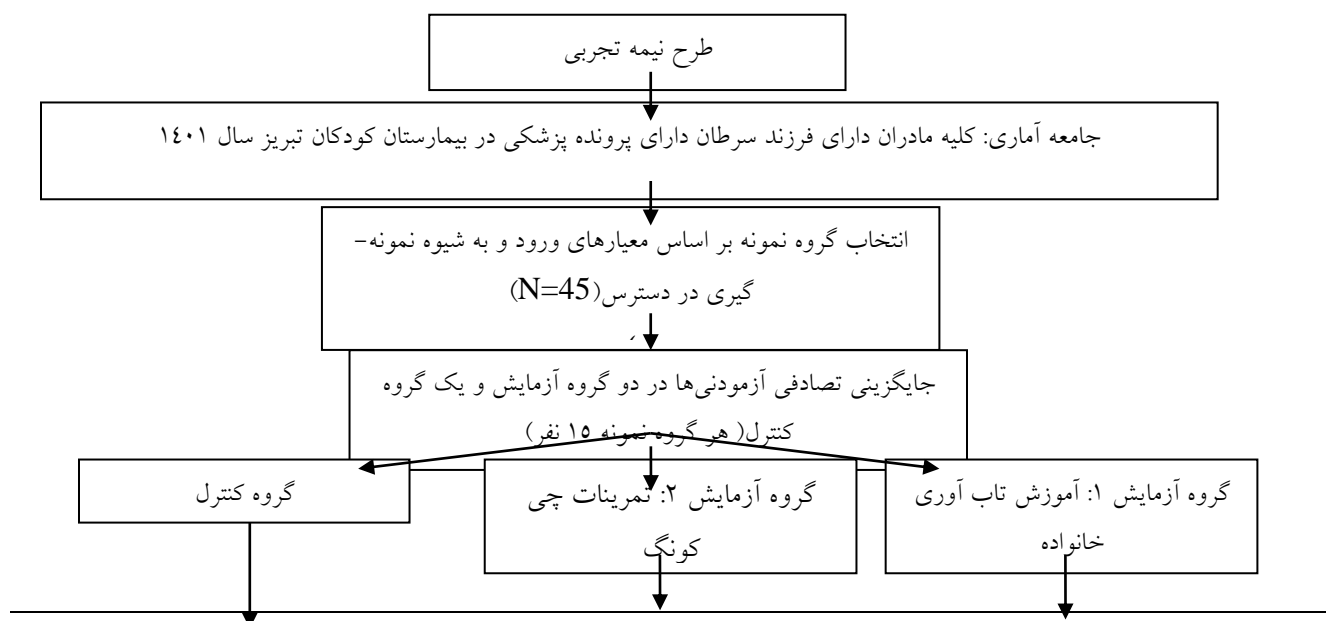 طرح نیمه تجربی
جامعه آماری: کلیه مادران دارای فرزند سرطان دارای پرونده پزشکی در بیمارستان کودکان تبریز سال ۱٤۰۱
انتخاب گروه نمونه بر اساس معیارهای ورود و به شیوه نمونه-
گیری در دسترس(N=45)
جایگزینی تصادفی آزمودنی‌ها در دو گروه آزمایش و یک گروه
کنترل( هر گروه نمونه ۱٥ نفر)
گروه آزمایش ۱: آموزش تاب آوری
خانواده
گروه آزمایش ۲: تمرینات چی
کونگ
گروه کنترل